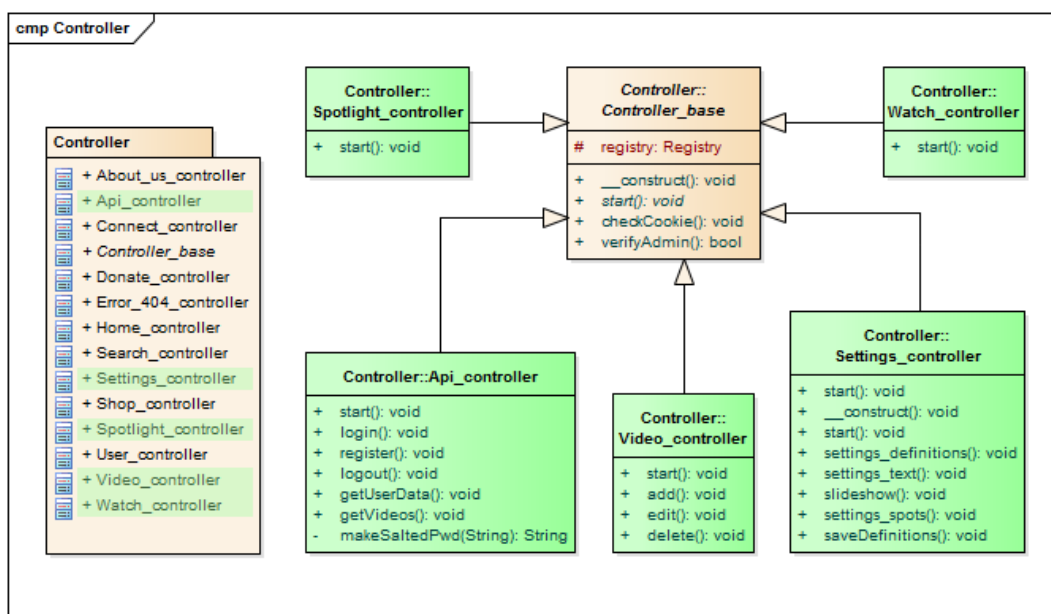 cmp Controller
Controller
+ About_us_controller
+ Api_controller
+ Connect_controller
+ Controller_base
+ Donate_controller
+ Error_404_controller
+ Home_controller
+ Search_controller
+ Settings_controller
+ Shop_controller
+ Spotlight_controller
+ User_controller
+ Video_controller
+ Watch_controller
Controller::
Spotlight_controller
+ start(): void
Controller::
Controller_base
# registry: Registry
+ __construct(): void
+ start(): void
+ checkCookie(): void
+ verifyAdmin(): bool
Controller::
Watch_controller
+ start(): void
Controller::Api_controller
+ start(): void
+ login(): void
+ register(): void
+ logout(): void
+ getUserData(): void
+ getVideos(): void
- makeSaltedPwd(String): String
Controller::
Video_controller
+ start(): void
+ add(): void
+ edit(): void
+ delete(): void
Controller::
Settings_controller
+ start(): void
+ __construct(): void
+ start(): void
+ settings_definitions(): void
+ settings_text(): void
+ slideshow(): void
+ settings_spots(): void
+ saveDefinitions(): void